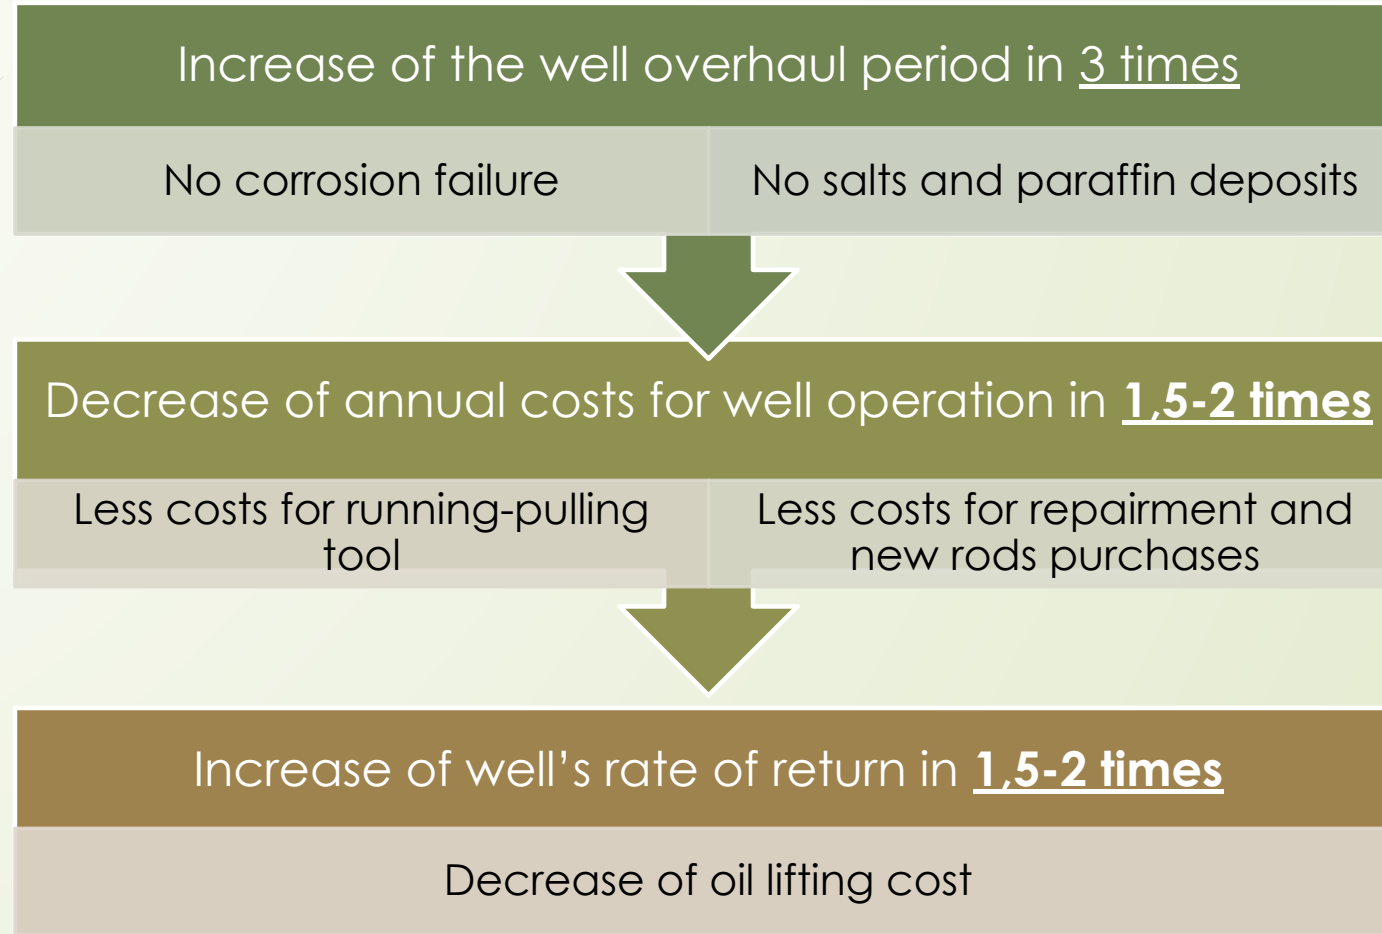 Increase of the well overhaul period in 3 times
No corrosion failure
No salts and paraffin deposits
Decrease of annual costs for well operation in 1,5-2 times
Less costs for running-pulling
tool
Less costs for repairment and
new rods purchases
Increase of well’s rate of return in 1,5-2 times
Decrease of oil lifting cost